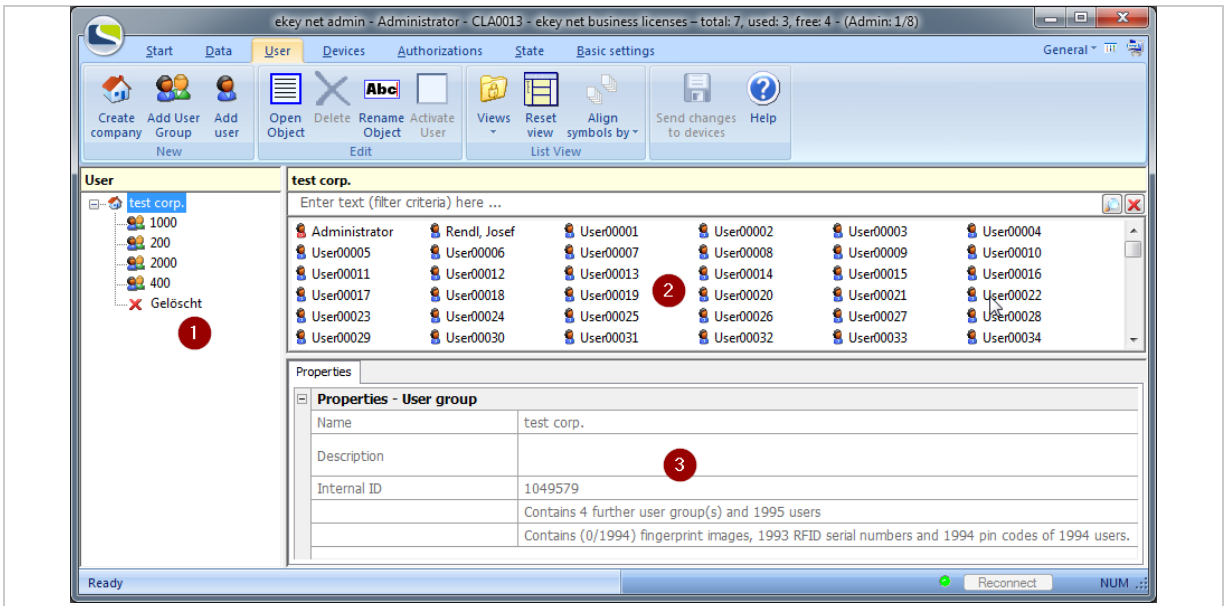 ekey net admin - Administrator - CLA0013 - ekey net business licenses – total: 7, used: 3, free: 4 - (Admin: 1/8)
Start Data User Devices Authorizations State Basic settings General
Create company Add User Group Add user Open Object Delete Rename Object Activate User Views Reset view Align symbols by Send changes to devices Help
Abc
New Edit List View
User
test corp.
1000
200
2000
400
Gelöscht
1
test corp.
Enter text (filter criteria) here ...
Administrator Rendl, Josef User00001 User00002 User00003 User00004
User00005 User00006 User00007 User00008 User00009 User00010
User00011 User00012 User00013 User00014 User00015 User00016
User00017 User00018 User00019 2 User00020 User00021 User00022
User00023 User00024 User00025 User00026 User00027 User00028
User00029 User00030 User00031 User00032 User00033 User00034
Properties
Properties - User group
Name test corp.
Description
3
Internal ID 1049579
Contains 4 further user group(s) and 1995 users
Contains (0/1994) fingerprint images, 1993 RFID serial numbers and 1994 pin codes of 1994 users.
Ready Reconnect NUM